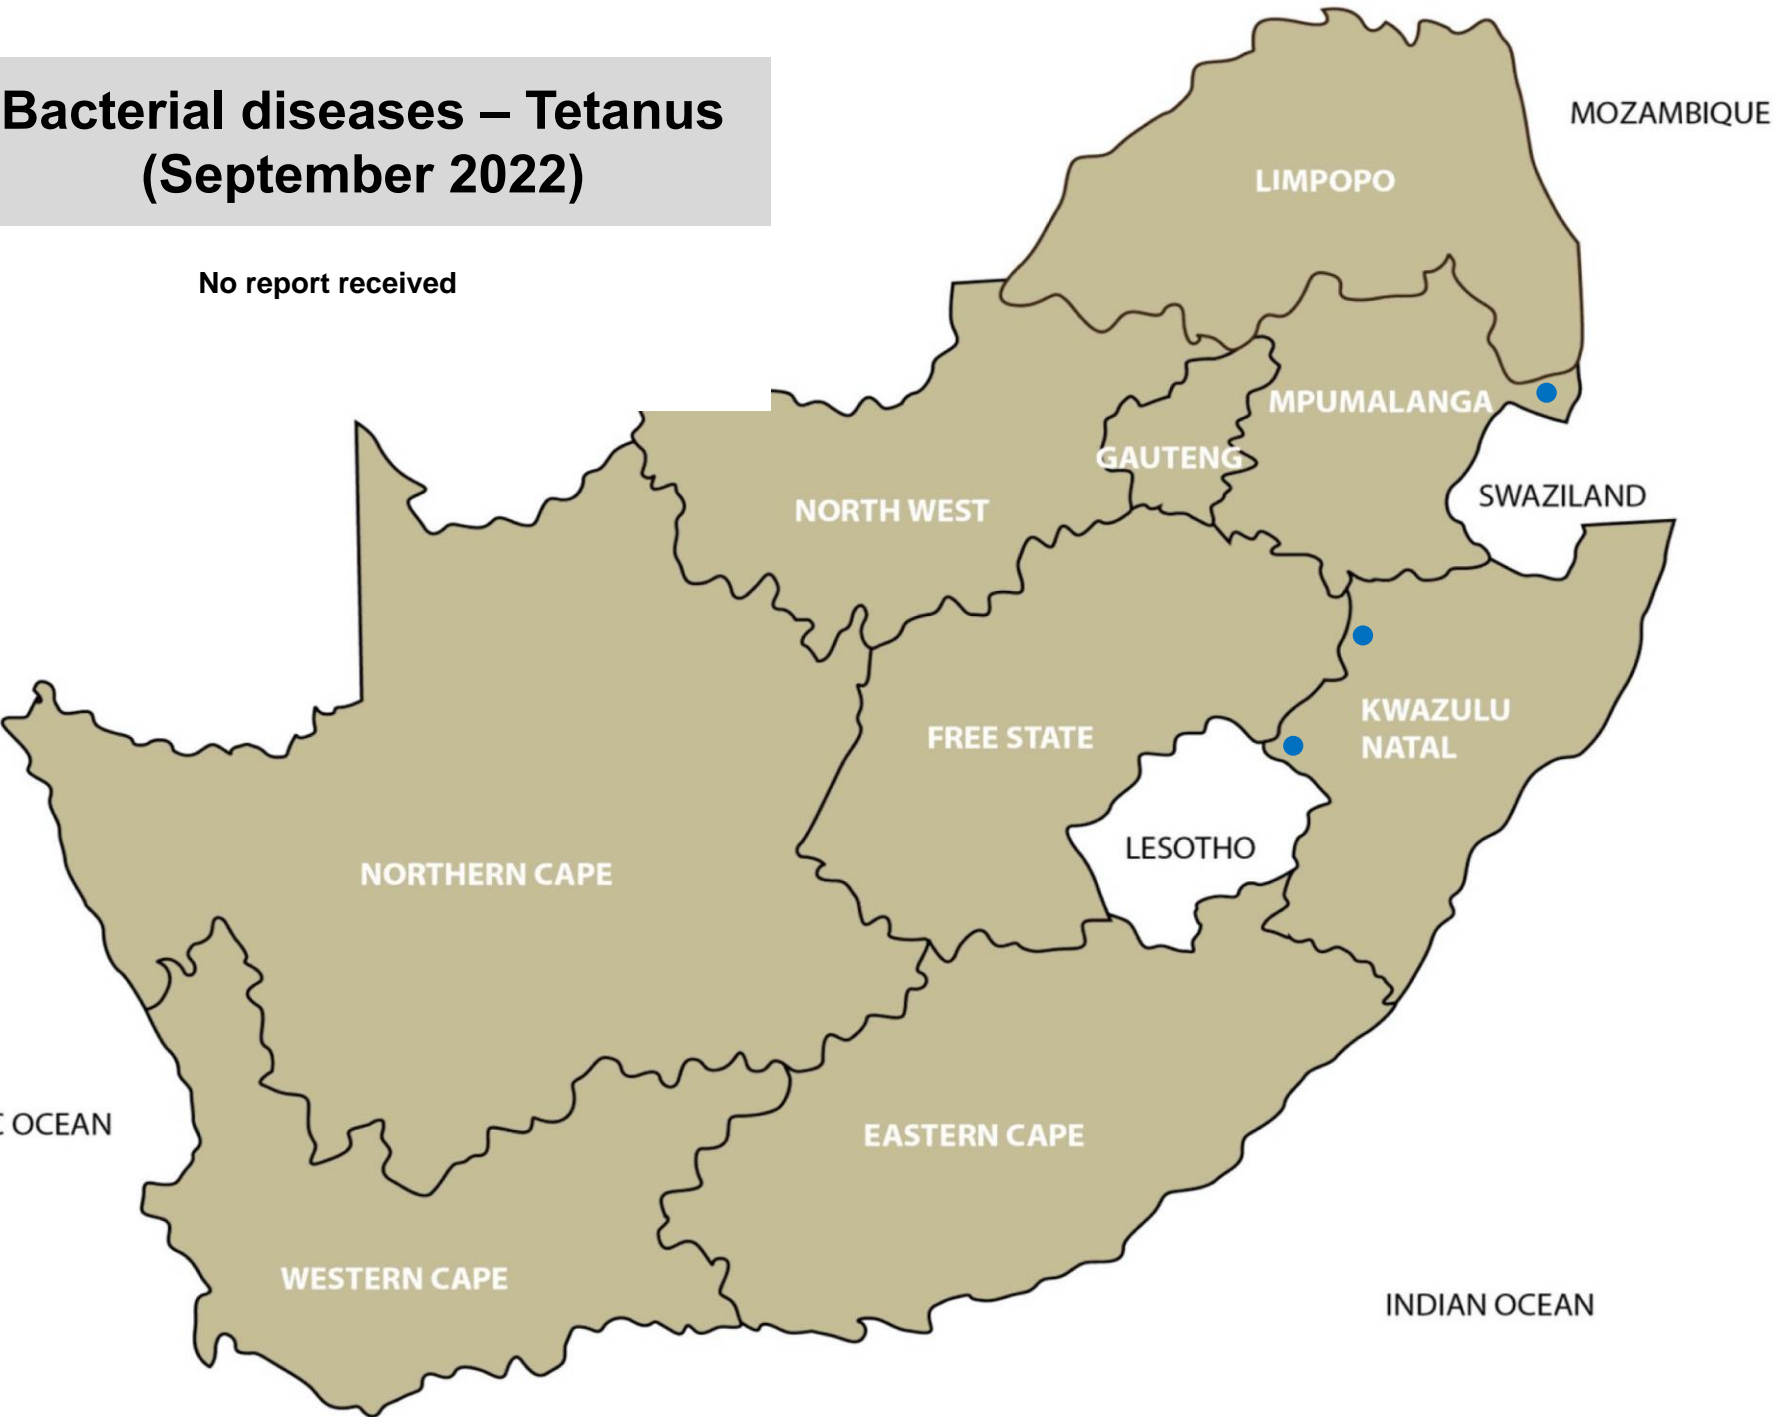 Bacterial diseases – Tetanus
(September 2022)
No report received
MOZAMBIQUE
LIMPOPO
MPUMALANGA
GAUTENG
SWAZILAND
NORTH WEST
KWAZULU
NATAL
FREE STATE
LESOTHO
NORTHERN CAPE
C OCEAN
EASTERN CAPE
WESTERN CAPE
INDIAN OCEAN